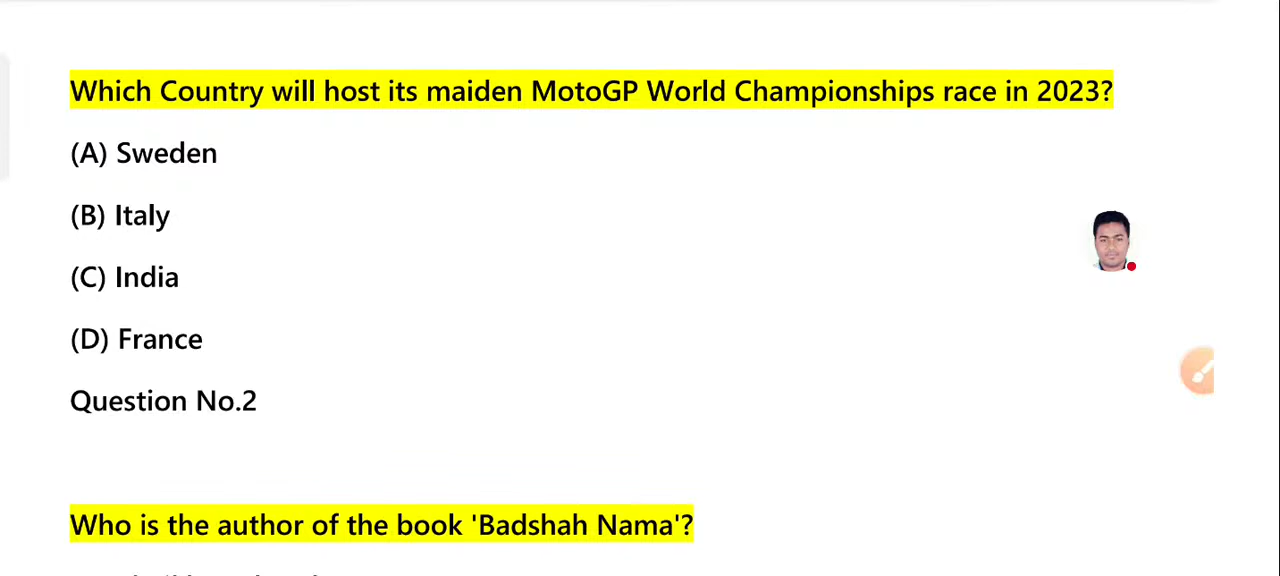 Which Country will host its maiden MotoGP World Championships race in 2023?
(A) Sweden
(B) Italy
(C) India
(D) France
Question No.2
Who is the author of the book 'Badshah Nama'?